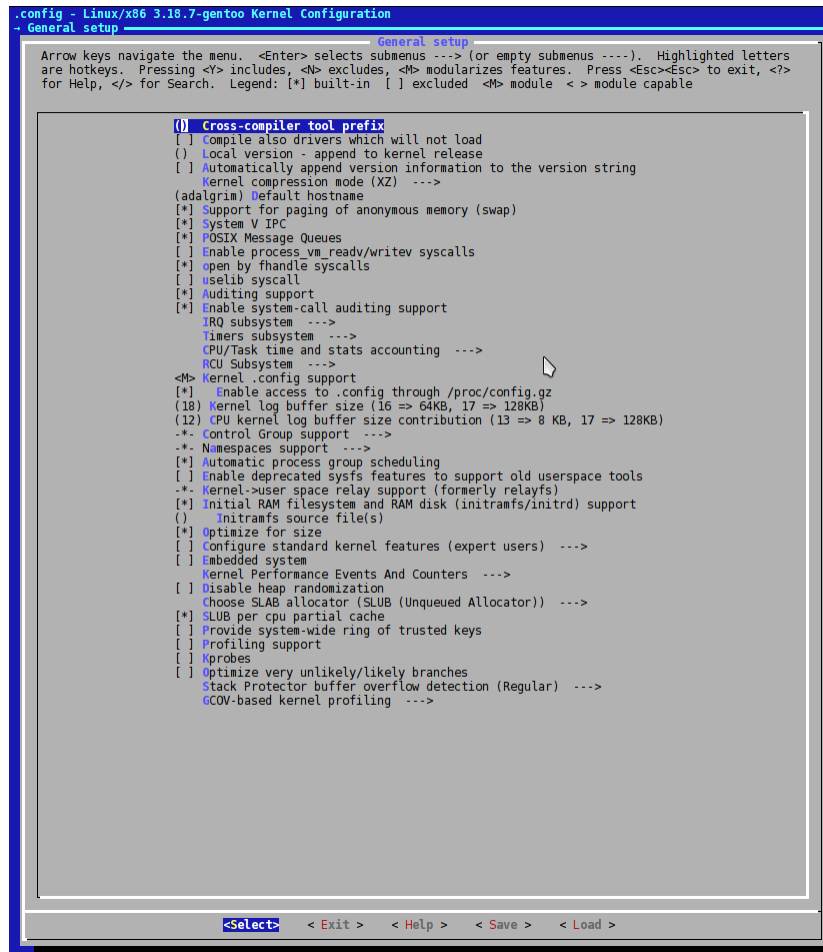 .config - Linux/x86 3.18.7-gentoo Kernel Configuration
→ General setup
General setup
Arrow keys navigate the menu.  <Enter> selects submenus ---> (or empty submenus ----).  Highlighted letters
are hotkeys.  Pressing <Y> includes, <N> excludes, <M> modularizes features.  Press <Esc><Esc> to exit, <?>
for Help, </> for Search.  Legend: [*] built-in  [ ] excluded  <M> module  < > module capable
()  Cross-compiler tool prefix
[ ] Compile also drivers which will not load
()  Local version - append to kernel release
[ ] Automatically append version information to the version string
Kernel compression mode (XZ)  --->
(adalgrim) Default hostname
[*] Support for paging of anonymous memory (swap)
[*] System V IPC
[*] POSIX Message Queues
[ ] Enable process_vm_readv/writev syscalls
[*] open by fhandle syscalls
[ ] uselib syscall
[*] Auditing support
[*] Enable system-call auditing support
IRQ subsystem  --->
Timers subsystem  --->
CPU/Task time and stats accounting  --->
RCU Subsystem  --->
<M> Kernel .config support
[*]   Enable access to .config through /proc/config.gz
(18) Kernel log buffer size (16 => 64KB, 17 => 128KB)
(12) CPU kernel log buffer size contribution (13 => 8 KB, 17 => 128KB)
-*- Control Group support  --->
-*- Namespaces support  --->
[*] Automatic process group scheduling
[ ] Enable deprecated sysfs features to support old userspace tools
-*- Kernel->user space relay support (formerly relayfs)
[*] Initial RAM filesystem and RAM disk (initramfs/initrd) support
()    Initramfs source file(s)
[*] Optimize for size
[ ] Configure standard kernel features (expert users)  --->
[ ] Embedded system
Kernel Performance Events And Counters  --->
[ ] Disable heap randomization
Choose SLAB allocator (SLUB (Unqueued Allocator))  --->
[*] SLUB per cpu partial cache
[ ] Provide system-wide ring of trusted keys
[ ] Profiling support
[ ] Kprobes
[ ] Optimize very unlikely/likely branches
Stack Protector buffer overflow detection (Regular)  --->
GCOV-based kernel profiling  --->
<Select>    < Exit >    < Help >    < Save >    < Load >